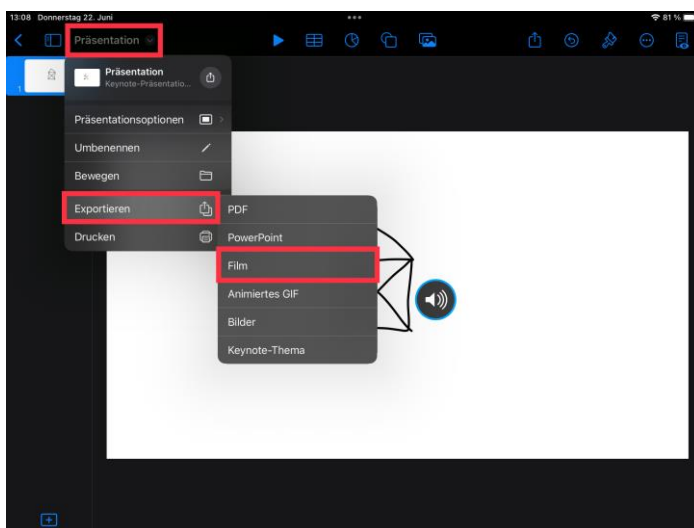 13:08 Donnerstag 22. Juni
81 %
Präsentation
Präsentation
Keynote-Präsentatio...
Präsentationsoptionen
Umbenennen
Bewegen
Exportieren
Drucken
PDF
PowerPoint
Film
Animiertes GIF
Bilder
Keynote-Thema
1